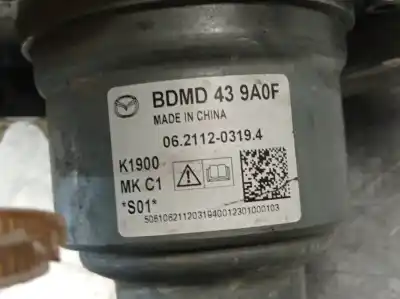 BDMD 43 9A0F
MADE IN CHINA
06.2112-0319.4
K1900
MK C1
*S01*
5061062112031940012301000103